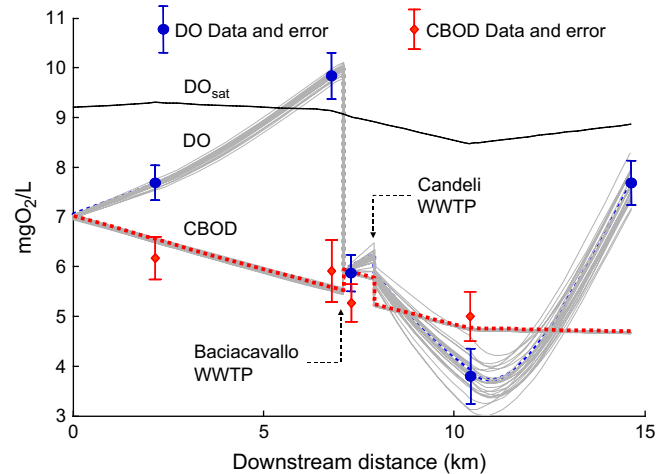 11
10
9
8
7
6
5
4
3
mgO₂/L
DO Data and error
CBOD Data and error
DOsat
DO
CBOD
Candeli
WWTP
Baciacavallo
WWTP
0 5 10 15
Downstream distance (km)